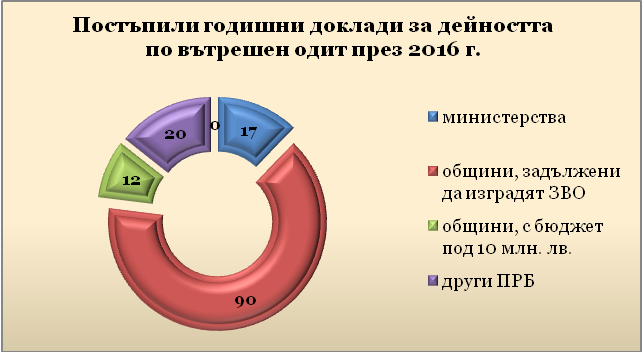 Постъпили годишни доклади за дейността
по вътрешен одит през 2016 г.
0
17
20
12
90
министерства
общини, задължени
да изградят ЗВО
общини, с бюджет
под 10 млн. лв.
други ПРБ